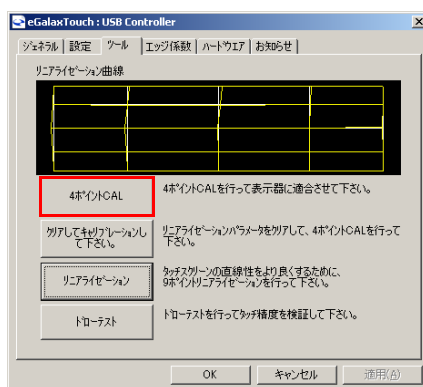 eGalaxTouch : USB Controller
ジェネラル 設定 ツール エッジ係数 ハードウエア お知らせ
リニアライゼーション曲線
4ポイントCAL
4ポイントCALを行って表示器に適合させて下さい。
クリアしてキャリブレーションし
て下さい。
リニアライゼーションパラメータをクリアして、4ポイントCALを行って
下さい。
リニアライゼーション
タッチスクリーンの直線性をより良くするために、
9ポイントリニアライゼーションを行って下さい。
ドローテスト
ドローテストを行ってタッチ精度を検証して下さい。
OK キャンセル 適用(A)